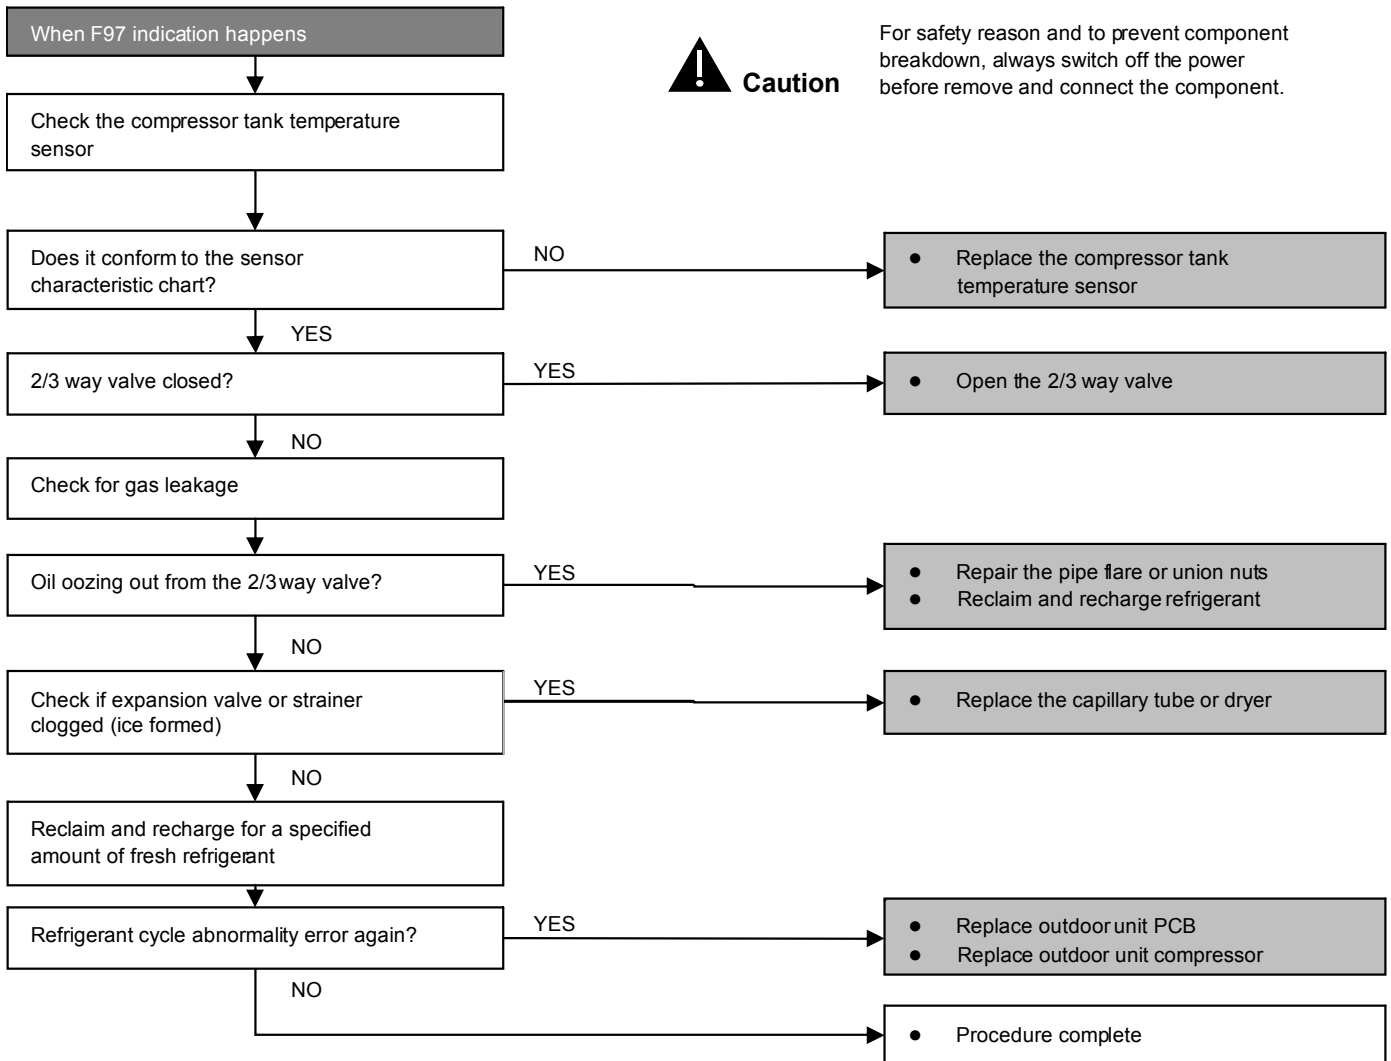 When F97 indication happens
Caution
For safety reason and to prevent component
breakdown, always switch off the power
before remove and connect the component.
Check the compressor tank temperature
sensor
Does it conform to the sensor
characteristic chart?
NO
● Replace the compressor tank
temperature sensor
YES
2/3 way valve closed?
YES
● Open the 2/3 way valve
NO
Check for gas leakage
Oil oozing out from the 2/3 way valve?
YES
● Repair the pipe flare or union nuts
● Reclaim and recharge refrigerant
NO
Check if expansion valve or strainer
clogged (ice formed)
YES
● Replace the capillary tube or dryer
NO
Reclaim and recharge for a specified
amount of fresh refrigerant
Refrigerant cycle abnormality error again?
YES
● Replace outdoor unit PCB
● Replace outdoor unit compressor
NO
● Procedure complete